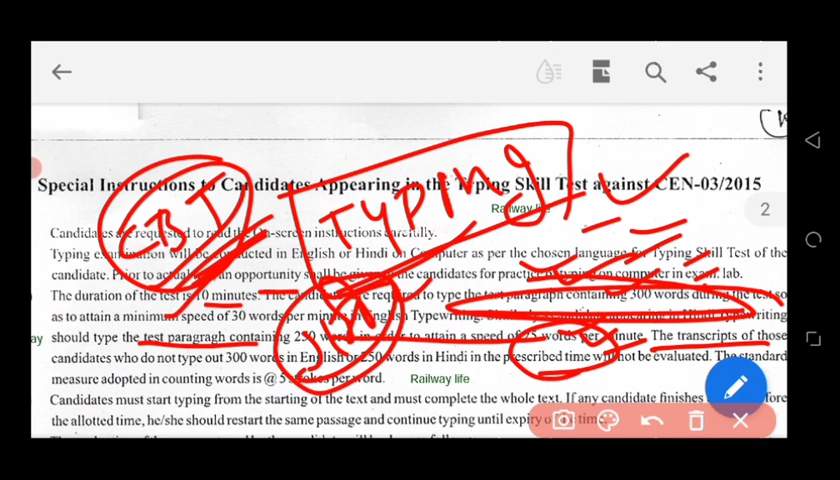 2
Special Instructions to Candidates Appearing in the Typing Skill Test against CEN-03/2015
Railway life
Candidates are requested to read the On-screen instructions carefully.
Typing examination will be conducted in English or Hindi on Computer as per the chosen language for Typing Skill Test of the
candidate. Prior to actual an opportunity shall be given the candidates for practice typing on computer in exam. lab.
The duration of the test is 10 minutes. The candidates are required to type the text paragraph containing 300 words during the test so
as to attain a minimum speed of 30 words per minute in English Typewriting. in Hindi Typewriting
way should type the test paragragh containing 250 words in order to attain a speed of 25 words per minute. The transcripts of those
candidates who do not type out 300 words in English or 250 words in Hindi in the prescribed time will not be evaluated. The standard
measure adopted in counting words is @ 5 strokes per word. Railway life
Candidates must start typing from the starting of the text and must complete the whole text. If any candidate finishes
the allotted time, he/she should restart the same passage and continue typing until expiry time.
CBI
Typing